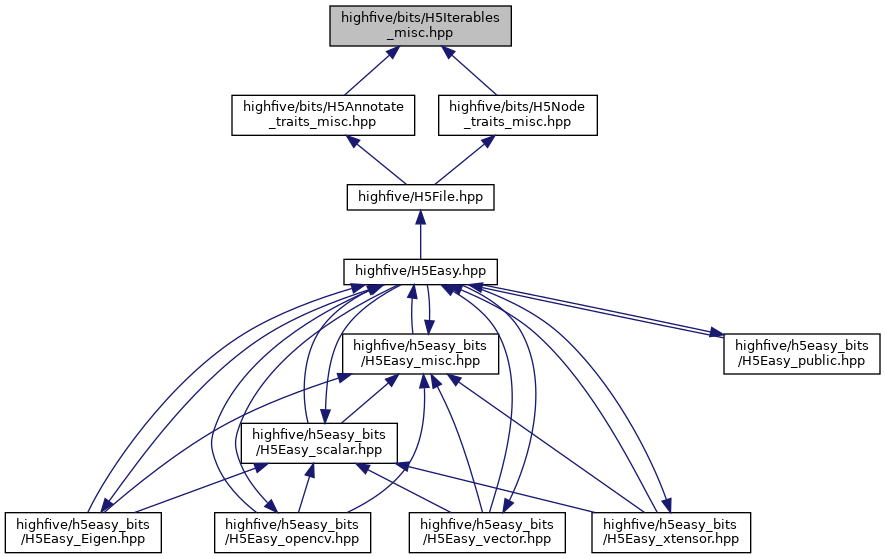 highfive/bits/H5Iterables
_misc.hpp
highfive/bits/H5Annotate
_traits_misc.hpp
highfive/bits/H5Node
_traits_misc.hpp
highfive/H5File.hpp
highfive/H5Easy.hpp
highfive/h5easy_bits
/H5Easy_misc.hpp
highfive/h5easy_bits
/H5Easy_public.hpp
highfive/h5easy_bits
/H5Easy_scalar.hpp
highfive/h5easy_bits
/H5Easy_Eigen.hpp
highfive/h5easy_bits
/H5Easy_opencv.hpp
highfive/h5easy_bits
/H5Easy_vector.hpp
highfive/h5easy_bits
/H5Easy_xtensor.hpp